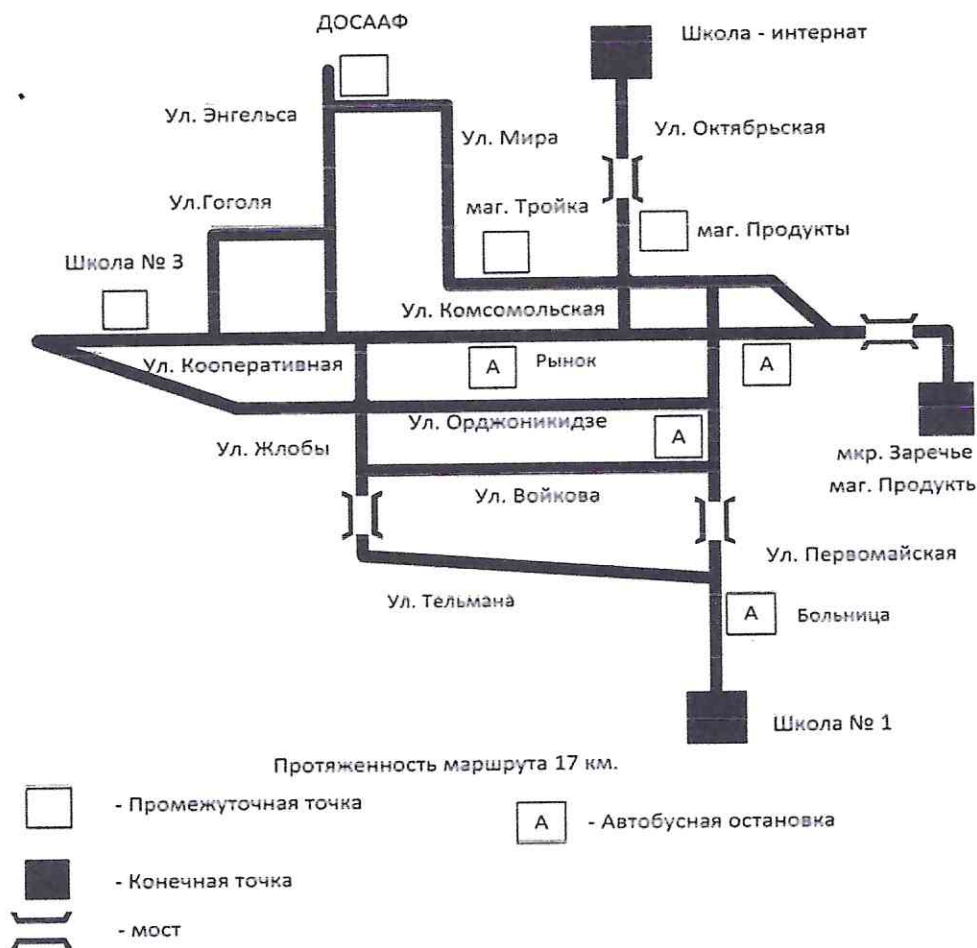 ДОСААФ
Школа - интернат
Ул. Энгельса
Ул. Мира
Ул. Октябрьская
Ул.Гоголя
маг. Тройка
маг. Продукты
Школа № 3
Ул. Комсомольская
Ул. Кооперативная
А
Рынок
А
Ул. Орджоникидзе
А
Ул. Жлобы
мкр. Заречье
маг. Продукть
Ул. Войкова
Ул. Первомайская
Ул. Тельмана
А
Больница
Школа № 1
Протяженность маршрута 17 км.
- Промежуточная точка
А
- Автобусная остановка
- Конечная точка
- мост